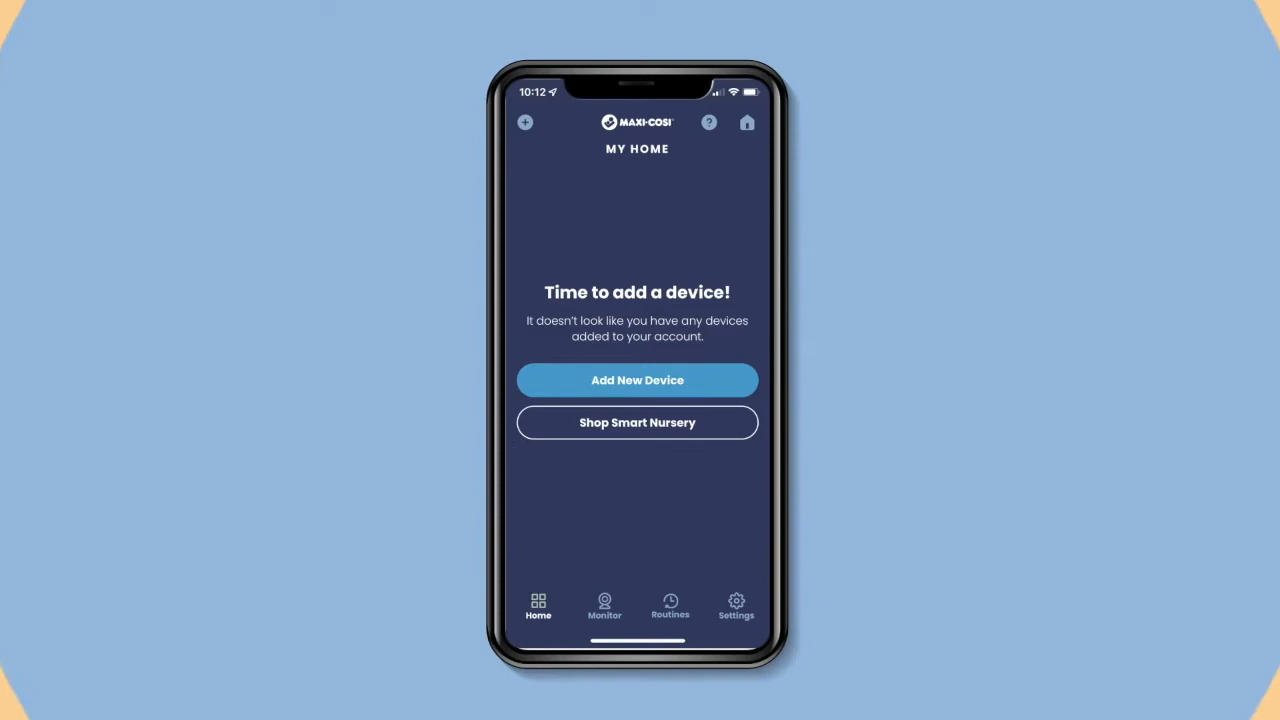 10:12
MAXI-COSI
MY HOME
Time to add a device!
It doesn't look like you have any devices
added to your account.
Add New Device
Shop Smart Nursery
Home
Monitor
Routines
Settings